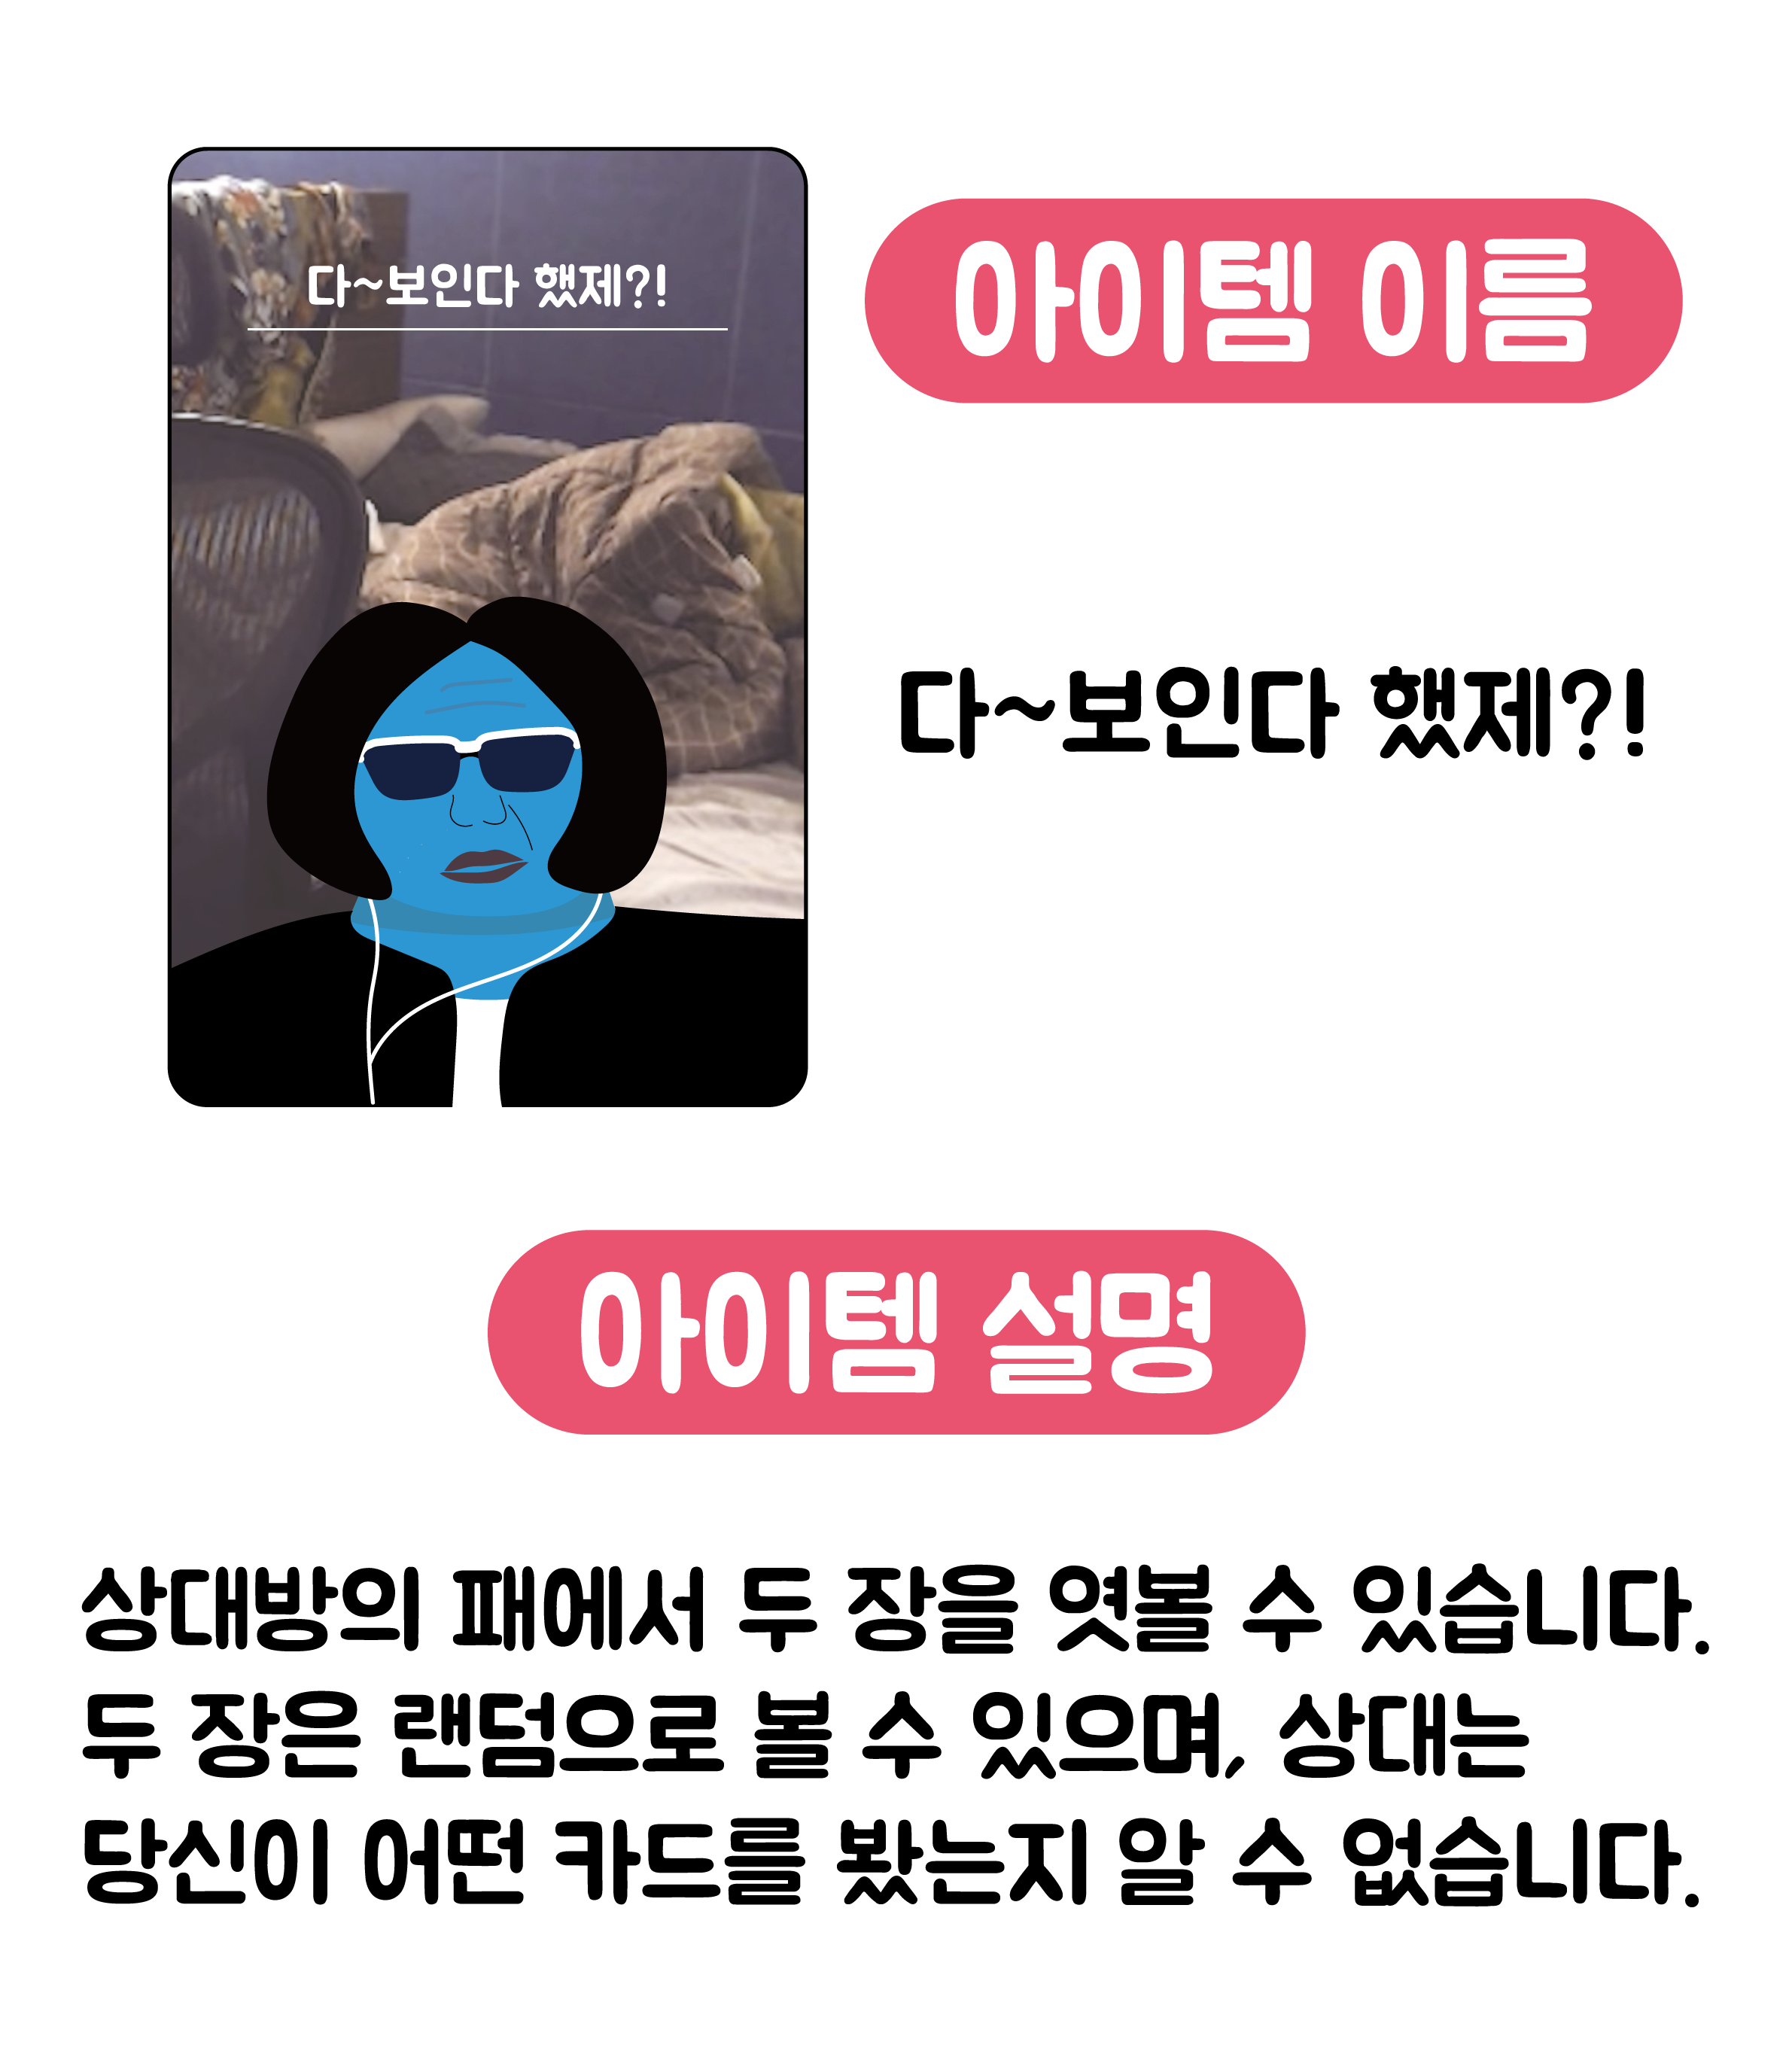 다~보인다 했제?!
아이템 이름
다~보인다 했제?!
아이템 설명
상대방의 패에서 두 장을 엿볼 수 있습니다.
두 장은 랜덤으로 볼 수 있으며, 상대는
당신이 어떤 카드를 봤는지 알 수 없습니다.